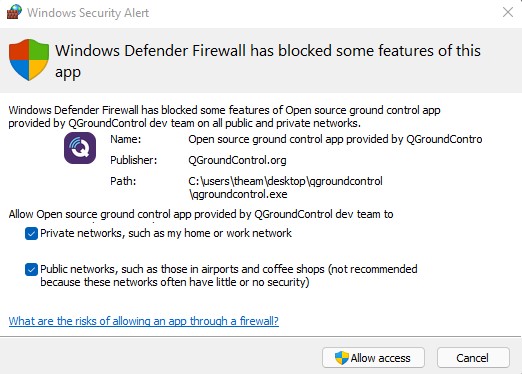 Windows Security Alert
Windows Defender Firewall has blocked some features of this
app
Windows Defender Firewall has blocked some features of Open source ground control app
provided by QGroundControl dev team on all public and private networks.
Name: Open source ground control app provided by QGroundContro
Publisher: QGroundControl.org
Path: C:\users\theam\desktop\qgroundcontrol
\qgroundcontrol.exe
Allow Open source ground control app provided by QGroundControl dev team to
Private networks, such as my home or work network
Public networks, such as those in airports and coffee shops (not recommended
because these networks often have little or no security)
What are the risks of allowing an app through a firewall?
Allow access Cancel